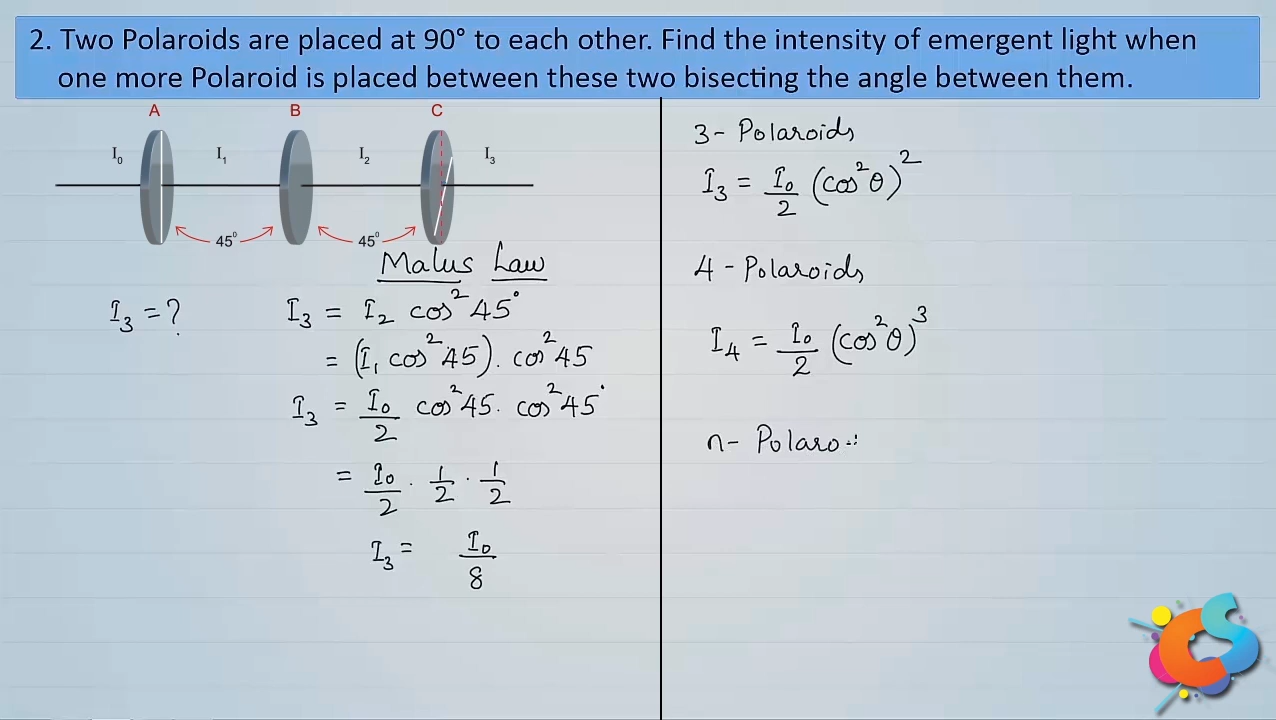 2. Two Polaroids are placed at 90° to each other. Find the intensity of emergent light when
one more Polaroid is placed between these two bisecting the angle between them.
A B C
I₀ I₁ I₂ I₃
45⁰ 45⁰
Malus Law
I₃ = ?
I₃ = I₂ cos²45°
= (I₁ cos²45). cos²45
I₃ = I₀/2 cos²45. cos²45°
= I₀/2 . 1/2 . 1/2
I₃ = I₀/8
3 - Polaroids
I₃ = I₀/2 (cos²θ)²
4 - Polaroids
I₄ = I₀/2 (cos²θ)³
n - Polaro
CS